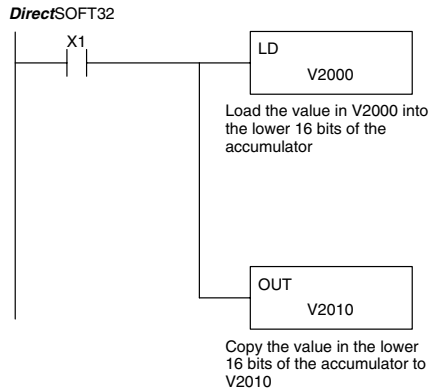 DirectSOFT32
X1
LD
V2000
Load the value in V2000 into
the lower 16 bits of the
accumulator
OUT
V2010
Copy the value in the lower
16 bits of the accumulator to
V2010